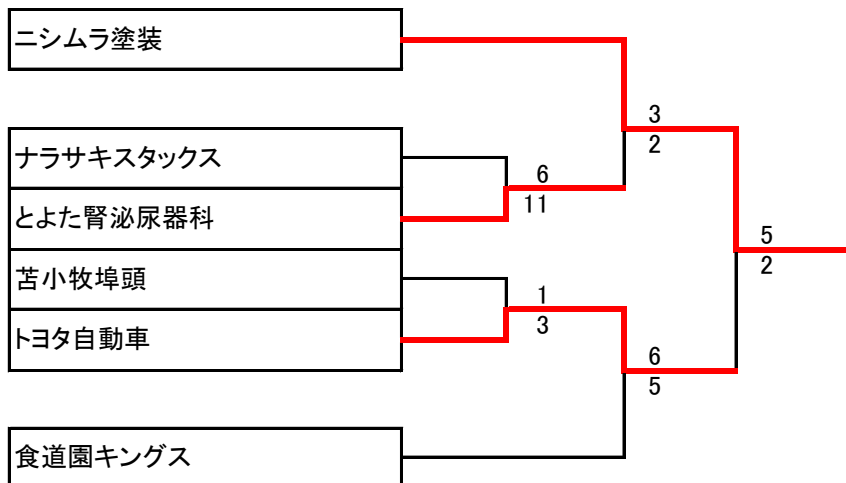 ニシムラ塗装
3
2
ナラサキスタックス
6
11
とよた腎泌尿器科
5
2
苫小牧埠頭
1
3
トヨタ自動車
6
5
食道園キングス